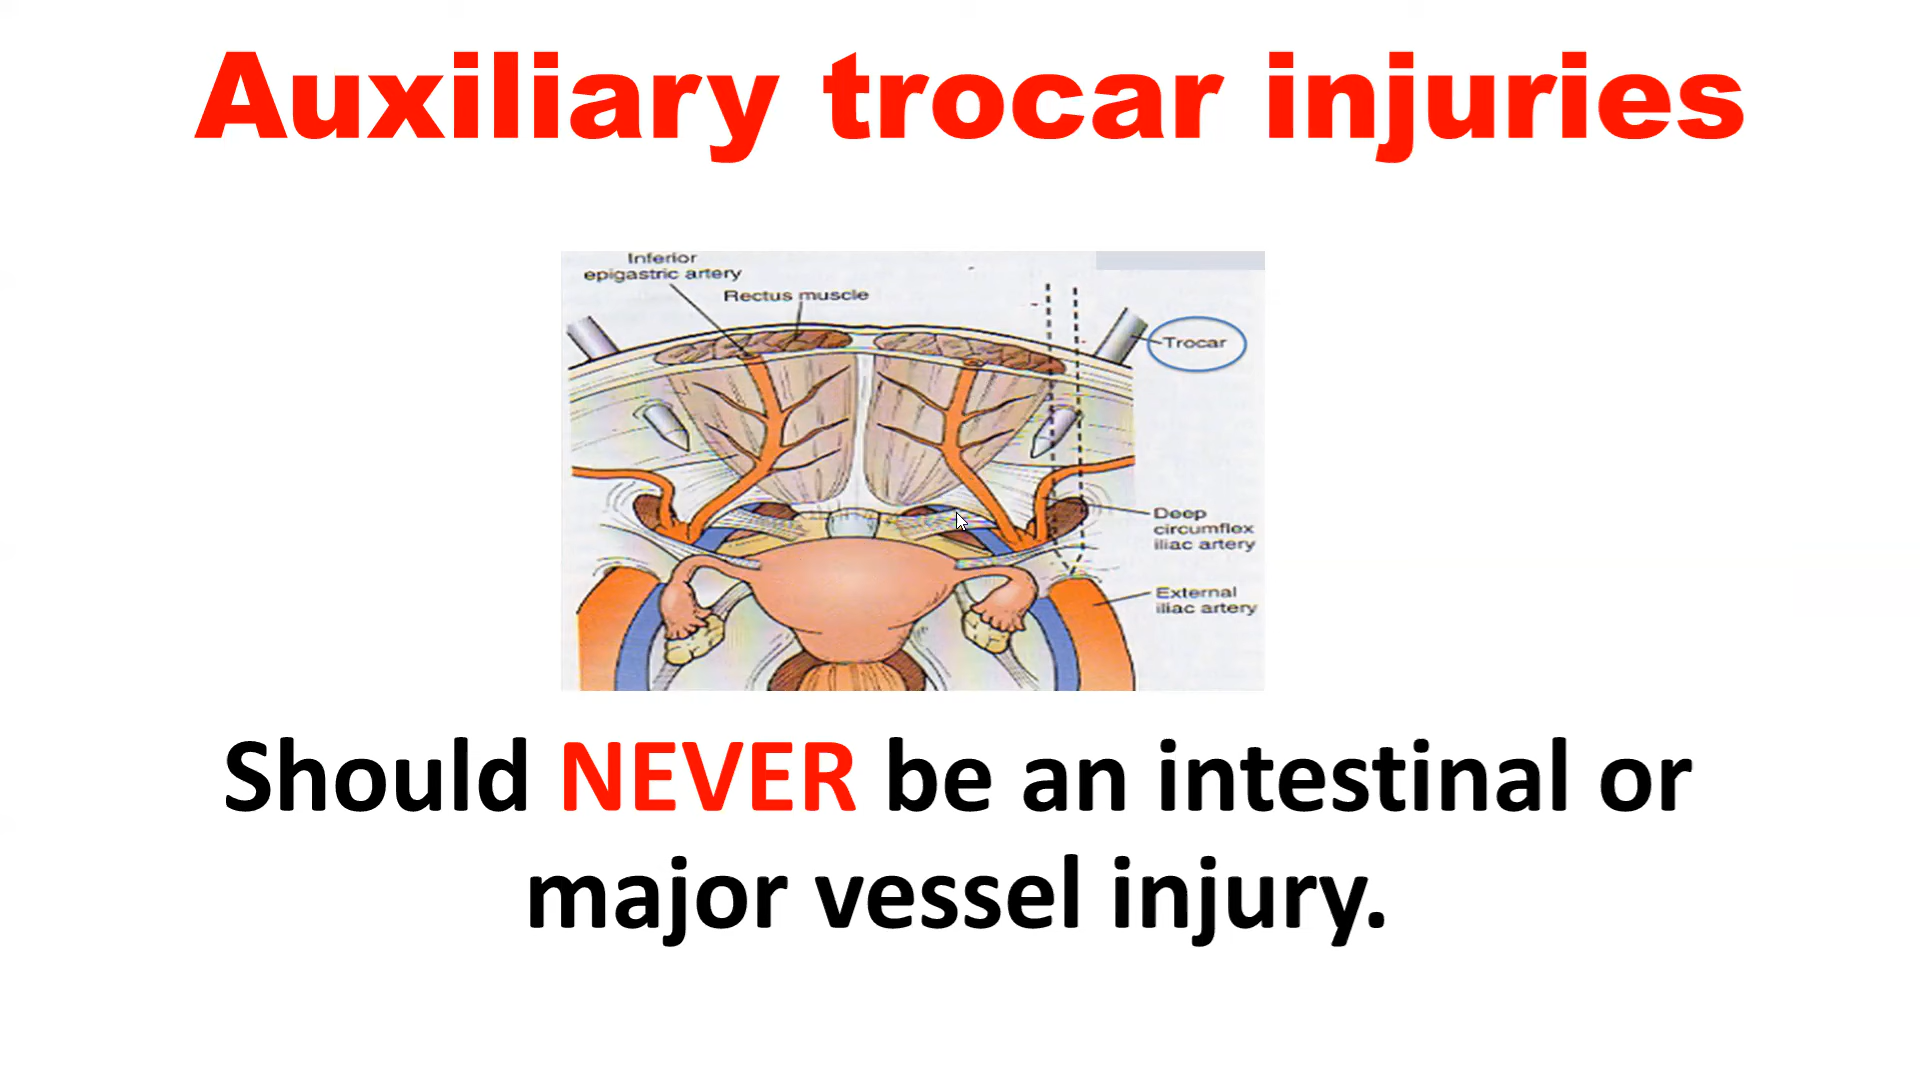 Auxiliary trocar injuries
Inferior
epigastric artery
Rectus muscle
Trocar
Deep
circumflex
iliac artery
External
iliac artery
Should NEVER be an intestinal or
major vessel injury.